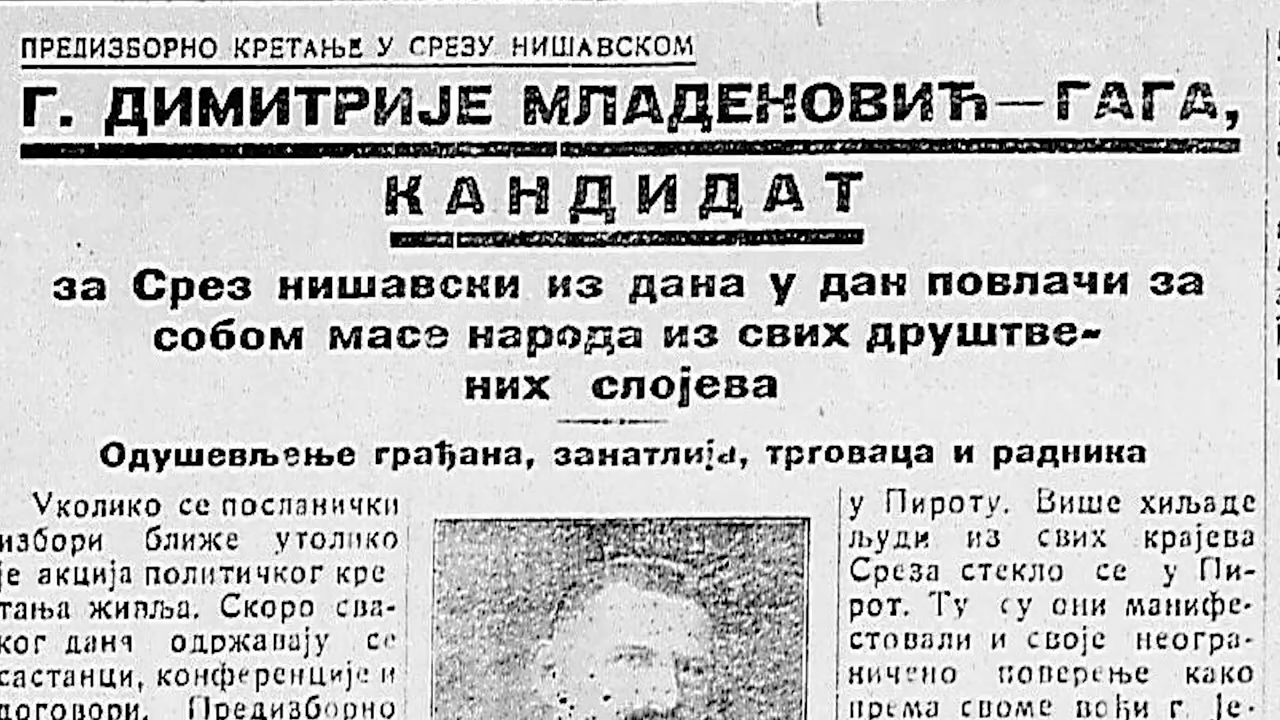 ПРЕДИЗБОРНО КРЕТАЊЕ У СРЕЗУ НИШАВСКОМ
Г. ДИМИТРИЈЕ МЛАДЕНОВИЋ—ГАГА,
КАНДИДАТ
за Срез нишавски из дана у дан повлачи за
собом масе народа из свих друштве-
них слојева
Одушевљење грађана, занатлија, трговаца и радника
Уколико се посланички
избори ближе утолико
је акција политичког кре
тања живља. Скоро сва-
ког дана одржавају се
састанци, конференције и
договори. Предизборно
у Пироту. Више хиљаде
људи из свих крајева
Среза стекло се у Пи-
рот. Ту су они манифе-
стовали и своје неогра-
ничено поверење како
према своме вођи г. Је-